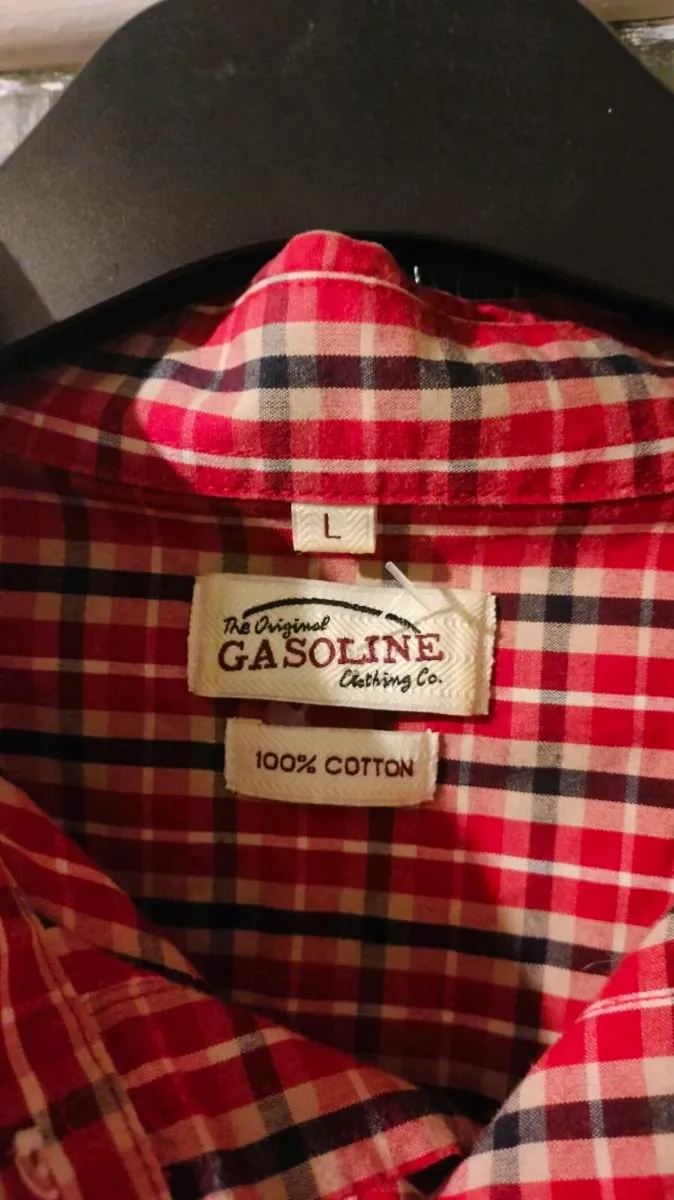 L
The Original
GASOLINE
Clothing Co.
100% COTTON